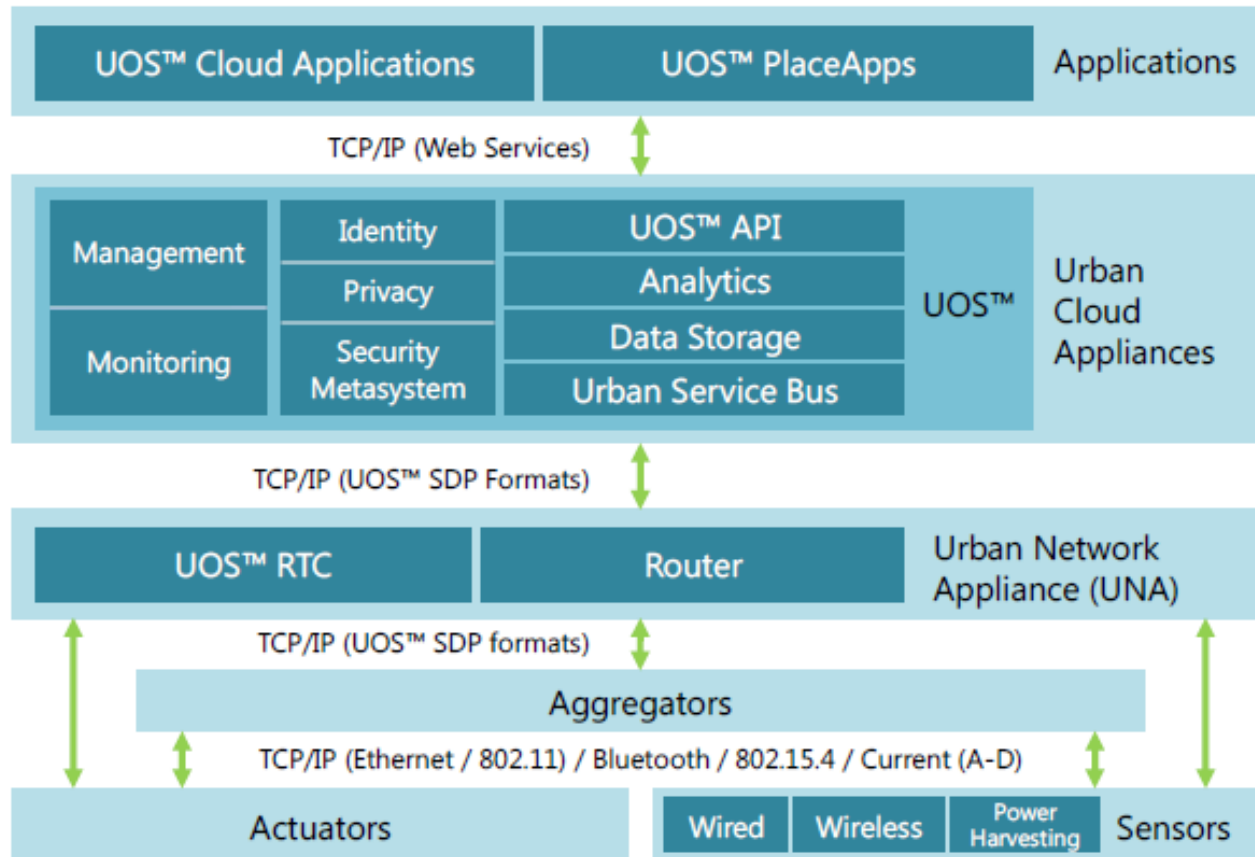 UOS™ Cloud Applications
UOS™ PlaceApps
Applications
TCP/IP (Web Services)
Management
Monitoring
Identity
Privacy
Security
Metasystem
UOS™ API
Analytics
Data Storage
Urban Service Bus
UOS™
Urban
Cloud
Appliances
TCP/IP (UOS™ SDP Formats)
UOS™ RTC
Router
Urban Network
Appliance (UNA)
TCP/IP (UOS™ SDP formats)
Aggregators
TCP/IP (Ethernet / 802.11) / Bluetooth / 802.15.4 / Current (A-D)
Actuators
Wired
Wireless
Power
Harvesting
Sensors